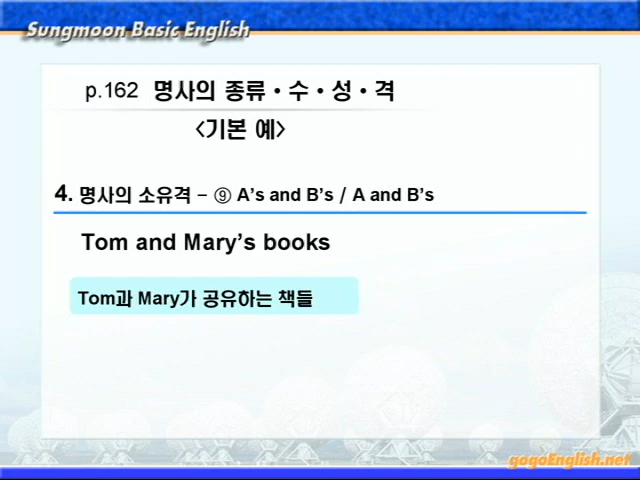 Sungmoon Basic English
p.162 명사의 종류・수・성・격
<기본 예>
4. 명사의 소유격 – ⑨ A's and B's / A and B's
Tom and Mary's books
Tom과 Mary가 공유하는 책들
gogoEnglish.net